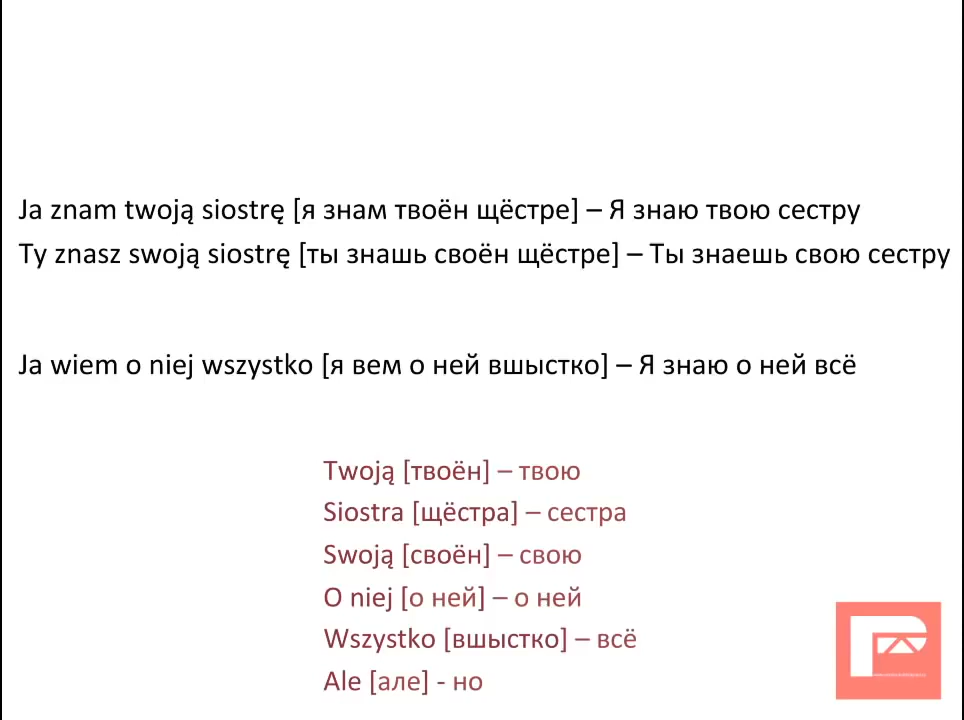 Ja znam twoją siostrę [я знам твоён щёстре] – Я знаю твою сестру
Ty znasz swoją siostrę [ты знашь своён щёстре] – Ты знаешь свою сестру
Ja wiem o niej wszystko [я вем о ней вшыстко] – Я знаю о ней всё
Twoją [твоён] – твою
Siostra [щёстра] – сестра
Swoją [своён] – свою
O niej [о ней] – о ней
Wszystko [вшыстко] – всё
Ale [але] - но